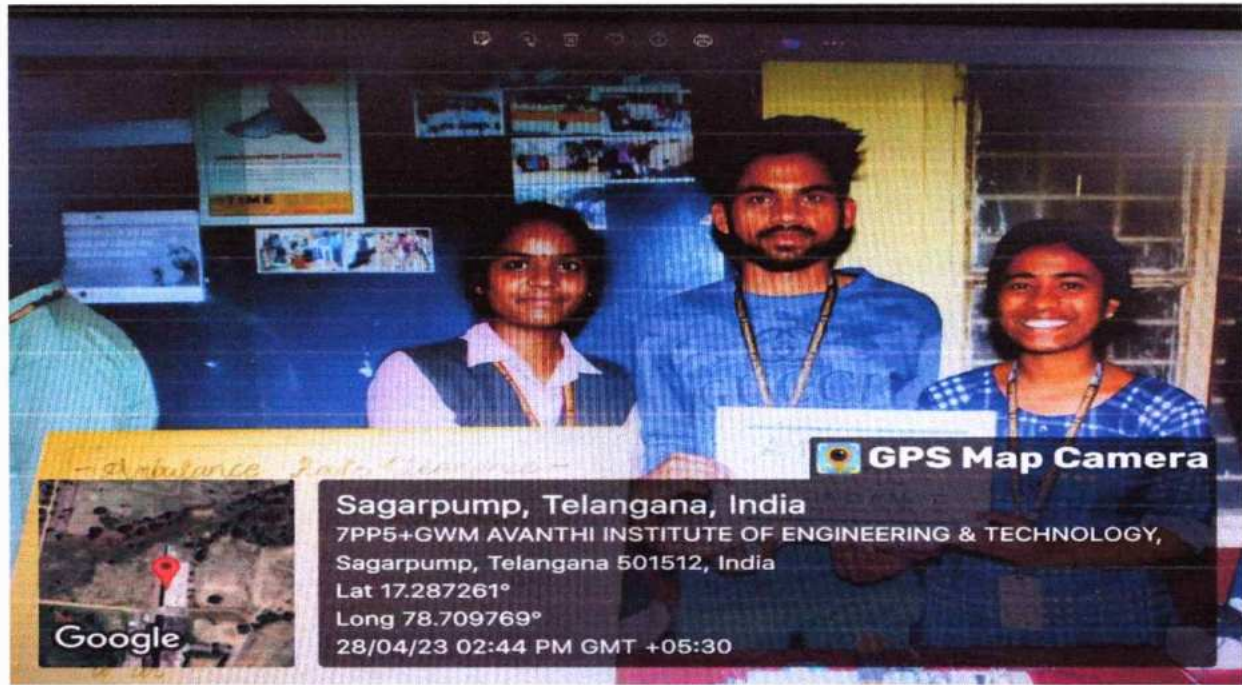 TIME
GPS Map Camera
Sagarpump, Telangana, India
7PP5+GWM AVANTHI INSTITUTE OF ENGINEERING & TECHNOLOGY,
Sagarpump, Telangana 501512, India
Lat 17.287261°
Long 78.709769°
28/04/23 02:44 PM GMT +05:30
Google